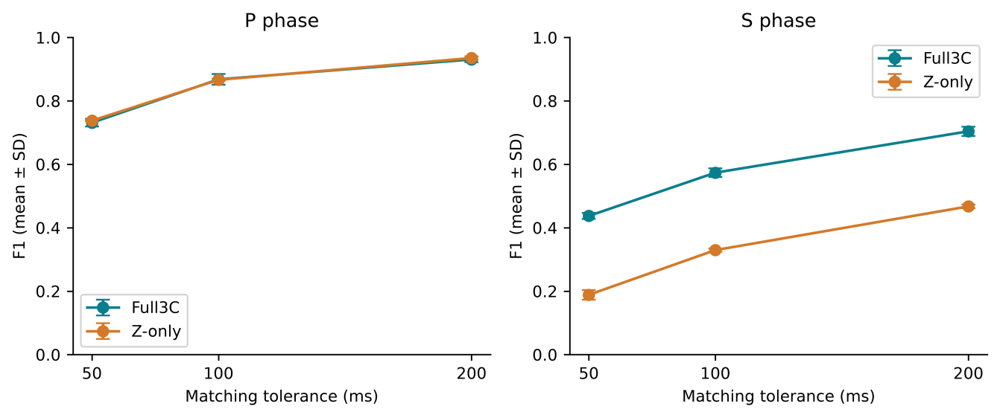 P phase
F1 (mean ± SD)
1.0
0.8
0.6
0.4
0.2
0.0
Full3C
Z-only
50 100 200
Matching tolerance (ms)
S phase
F1 (mean ± SD)
1.0
0.8
0.6
0.4
0.2
0.0
Full3C
Z-only
50 100 200
Matching tolerance (ms)